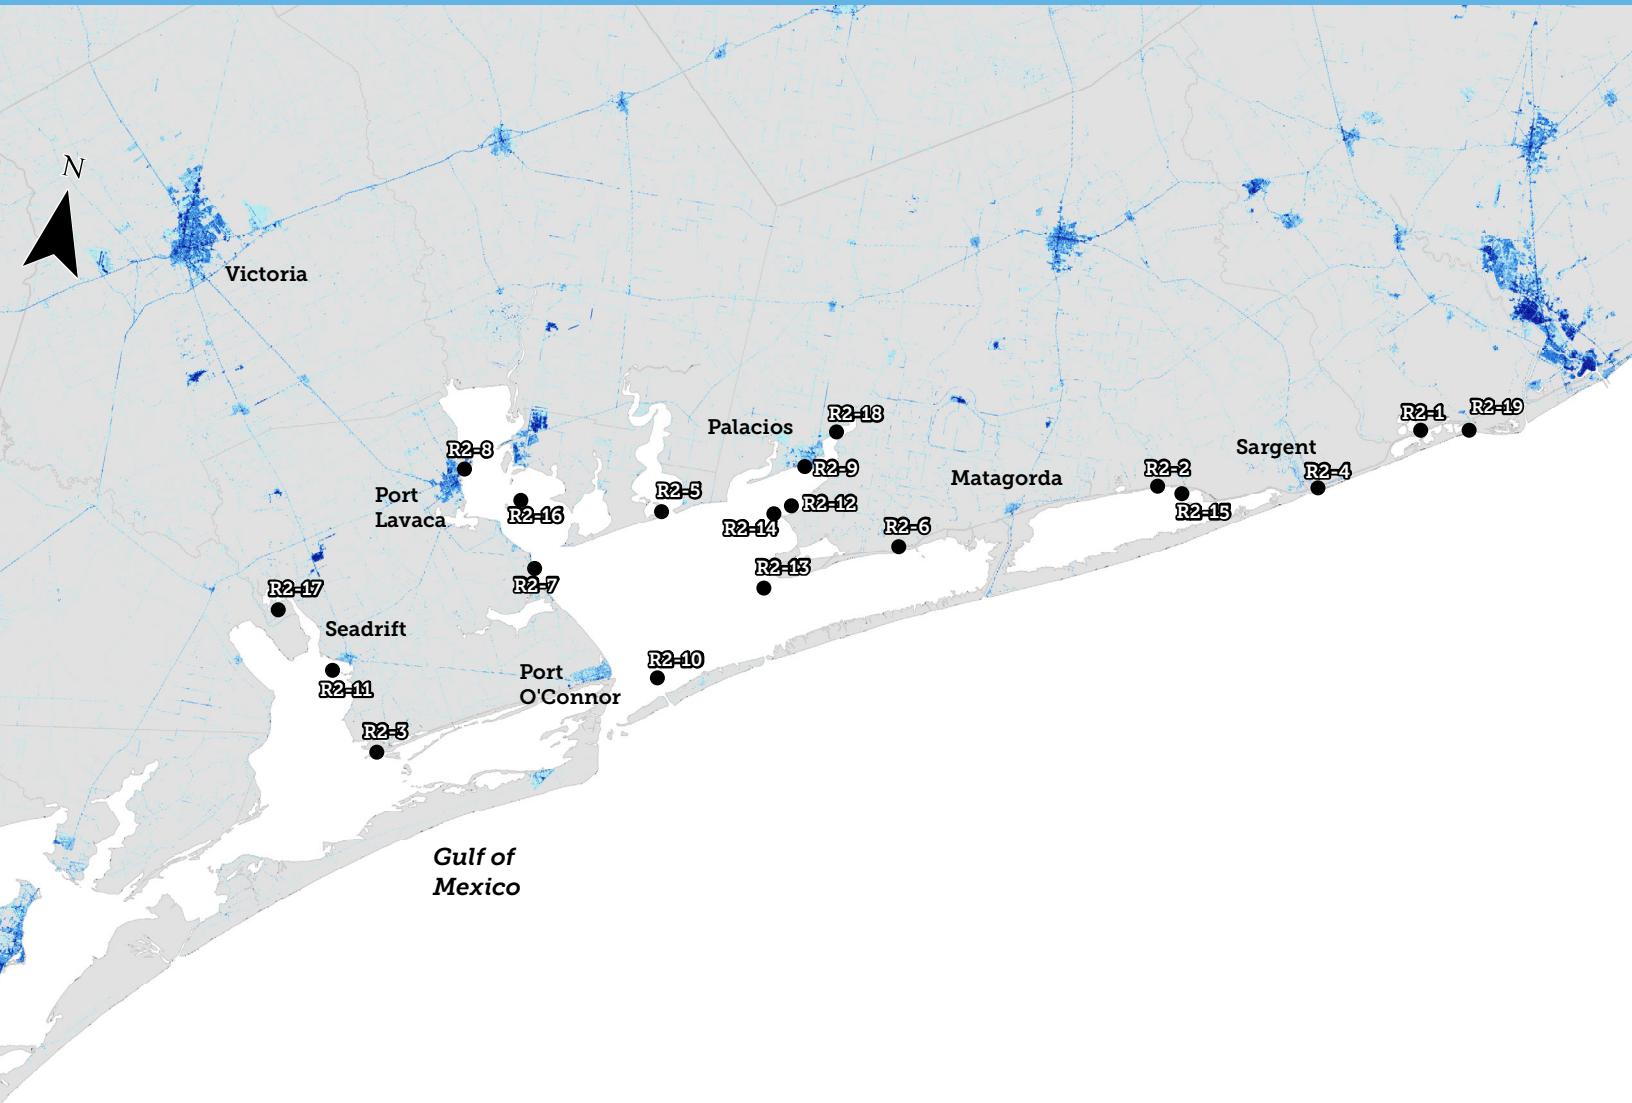 N
Victoria
R2-18
R2-1
R2-19
Palacios
R2-8
Sargent
R2-9
R2-2
R2-4
Matagorda
Port
Lavaca
R2-5
R2-12
R2-16
R2-14
R2-15
R2-6
R2-13
R2-7
R2-17
Seadrift
R2-10
Port
O'Connor
R2-11
R2-3
Gulf of
Mexico